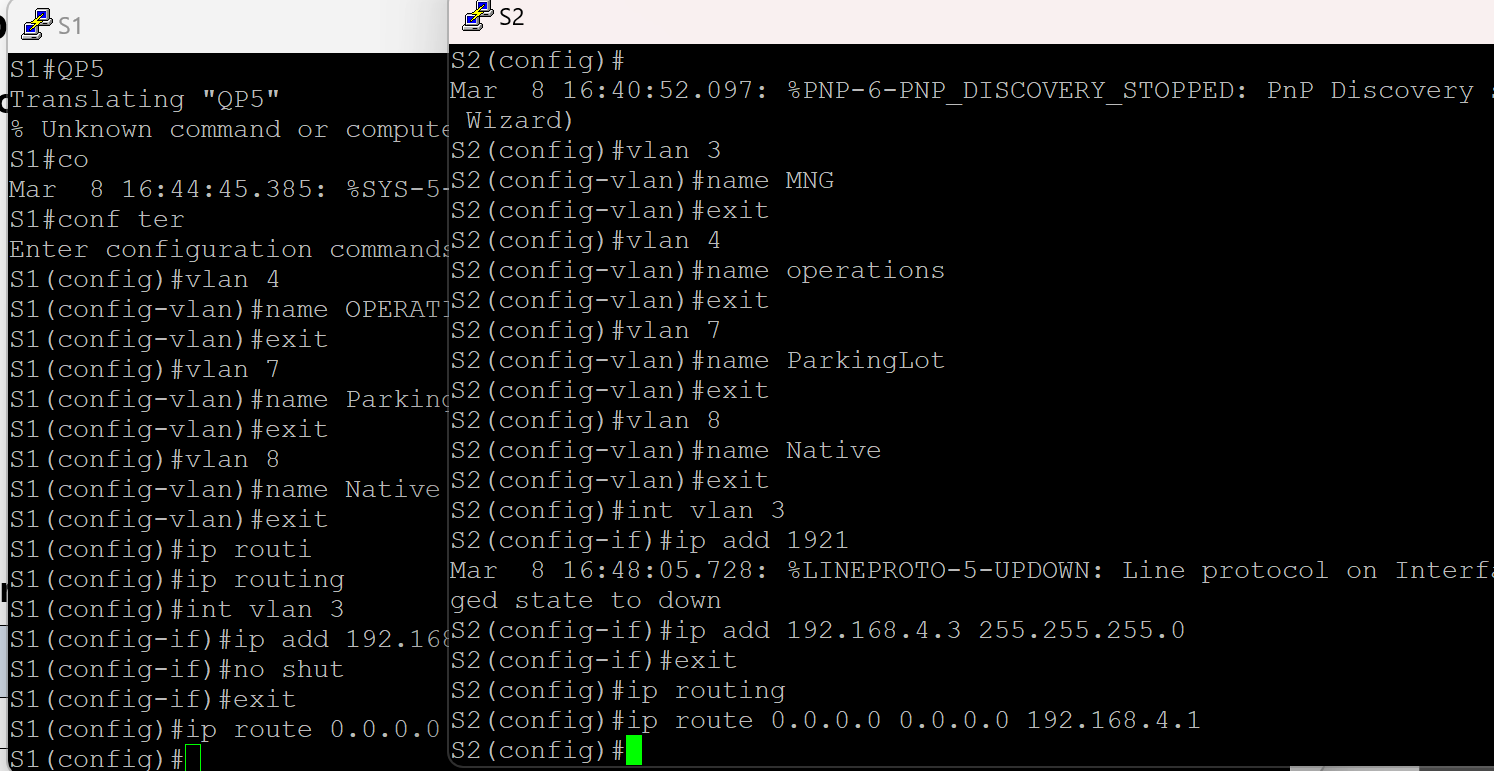 S1
S1#QP5
Translating "QP5"
% Unknown command or compute
S1#co
Mar  8 16:44:45.385: %SYS-5-
S1#conf ter
Enter configuration commands
S1(config)#vlan 4
S1(config-vlan)#name OPERATI
S1(config-vlan)#exit
S1(config)#vlan 7
S1(config-vlan)#name Parking
S1(config-vlan)#exit
S1(config)#vlan 8
S1(config-vlan)#name Native
S1(config-vlan)#exit
S1(config)#ip routi
S1(config)#ip routing
S1(config)#int vlan 3
S1(config-if)#ip add 192.168
S1(config-if)#no shut
S1(config-if)#exit
S1(config)#ip route 0.0.0.0
S1(config)#
S2
S2(config)#
Mar  8 16:40:52.097: %PNP-6-PNP_DISCOVERY_STOPPED: PnP Discovery
Wizard)
S2(config)#vlan 3
S2(config-vlan)#name MNG
S2(config-vlan)#exit
S2(config)#vlan 4
S2(config-vlan)#name operations
S2(config-vlan)#exit
S2(config)#vlan 7
S2(config-vlan)#name ParkingLot
S2(config-vlan)#exit
S2(config)#vlan 8
S2(config-vlan)#name Native
S2(config-vlan)#exit
S2(config)#int vlan 3
S2(config-if)#ip add 1921
Mar  8 16:48:05.728: %LINEPROTO-5-UPDOWN: Line protocol on Interfa
ged state to down
S2(config-if)#ip add 192.168.4.3 255.255.255.0
S2(config-if)#exit
S2(config)#ip routing
S2(config)#ip route 0.0.0.0 0.0.0.0 192.168.4.1
S2(config)#